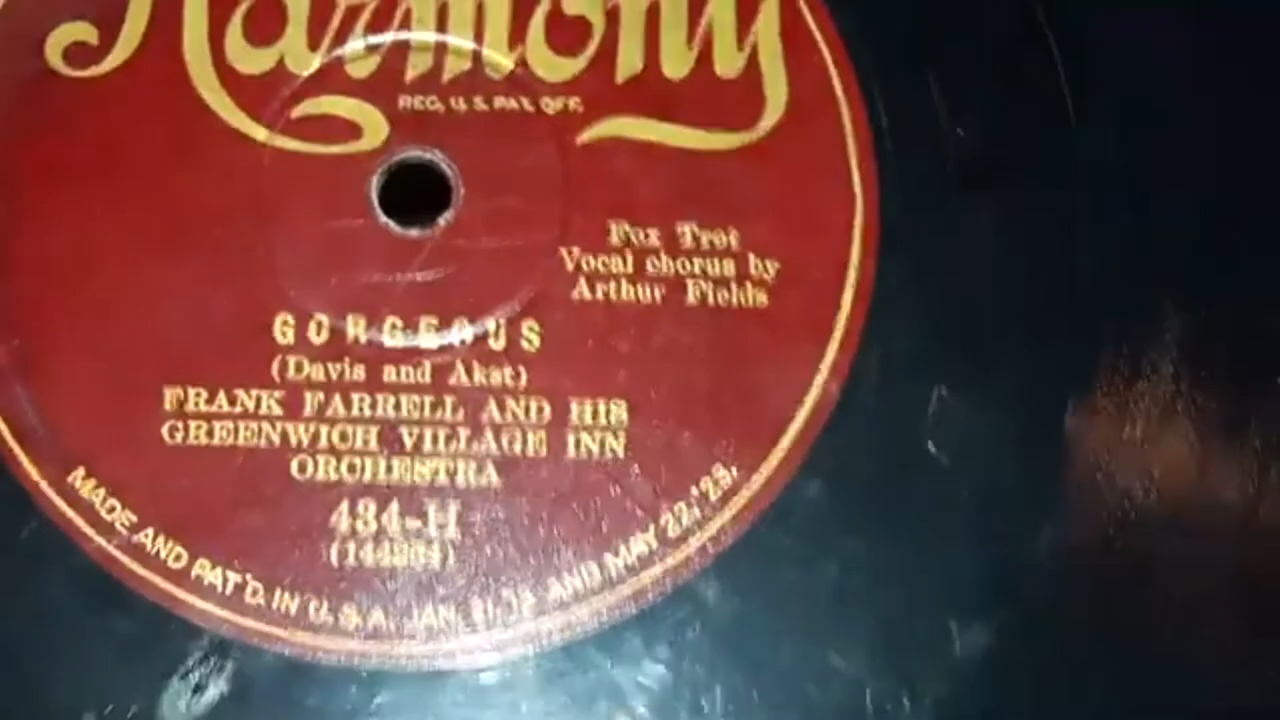 Harmony
REG. U. S. PAT. OFF.
Fox Trot
Vocal chorus by
Arthur Fields
GORGEOUS
(Davis and Akst)
FRANK FARRELL AND HIS
GREENWICH VILLAGE INN
ORCHESTRA
434-H
MADE AND PAT'D. IN U. S. A. JAN. AND MAY 22,